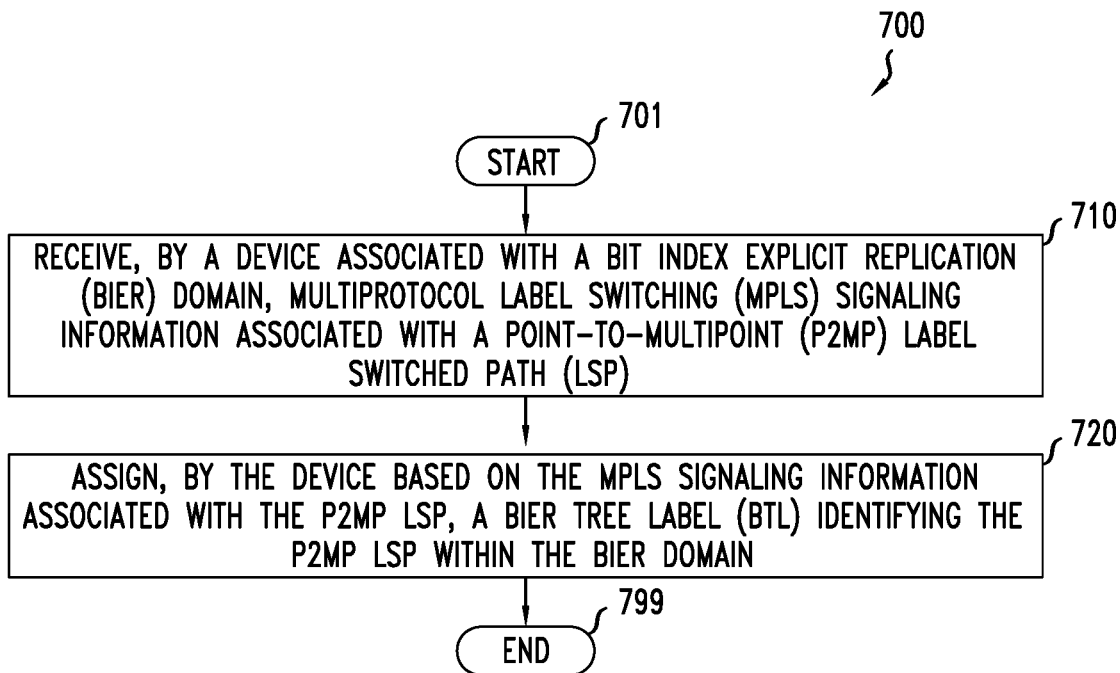 700
701
START
710
RECEIVE, BY A DEVICE ASSOCIATED WITH A BIT INDEX EXPLICIT REPLICATION
(BIER) DOMAIN, MULTIPROTOCOL LABEL SWITCHING (MPLS) SIGNALING
INFORMATION ASSOCIATED WITH A POINT-TO-MULTIPOINT (P2MP) LABEL
SWITCHED PATH (LSP)
720
ASSIGN, BY THE DEVICE BASED ON THE MPLS SIGNALING INFORMATION
ASSOCIATED WITH THE P2MP LSP, A BIER TREE LABEL (BTL) IDENTIFYING THE
P2MP LSP WITHIN THE BIER DOMAIN
799
END